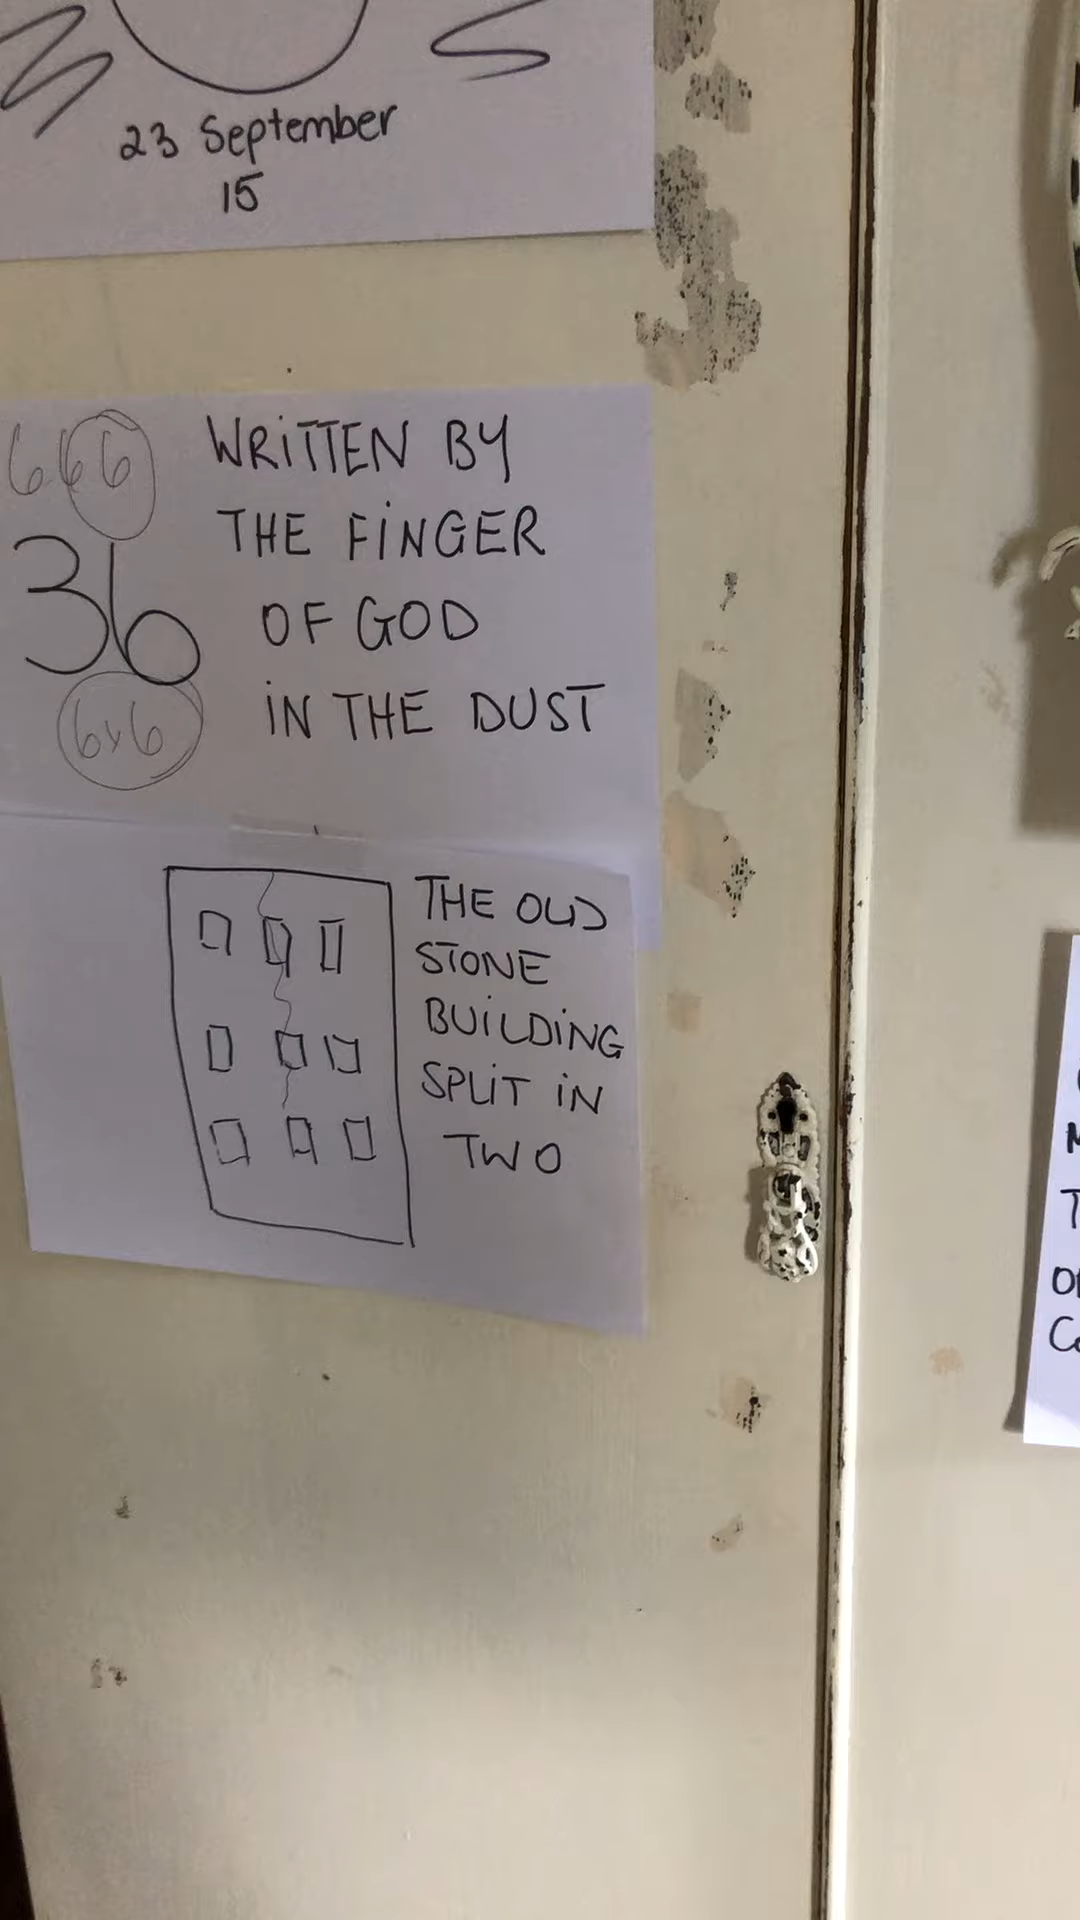 23 September
15
666 WRITTEN BY
THE FINGER
36 OF GOD
6x6 IN THE DUST
THE OLD
STONE
BUILDING
SPLIT IN
TWO